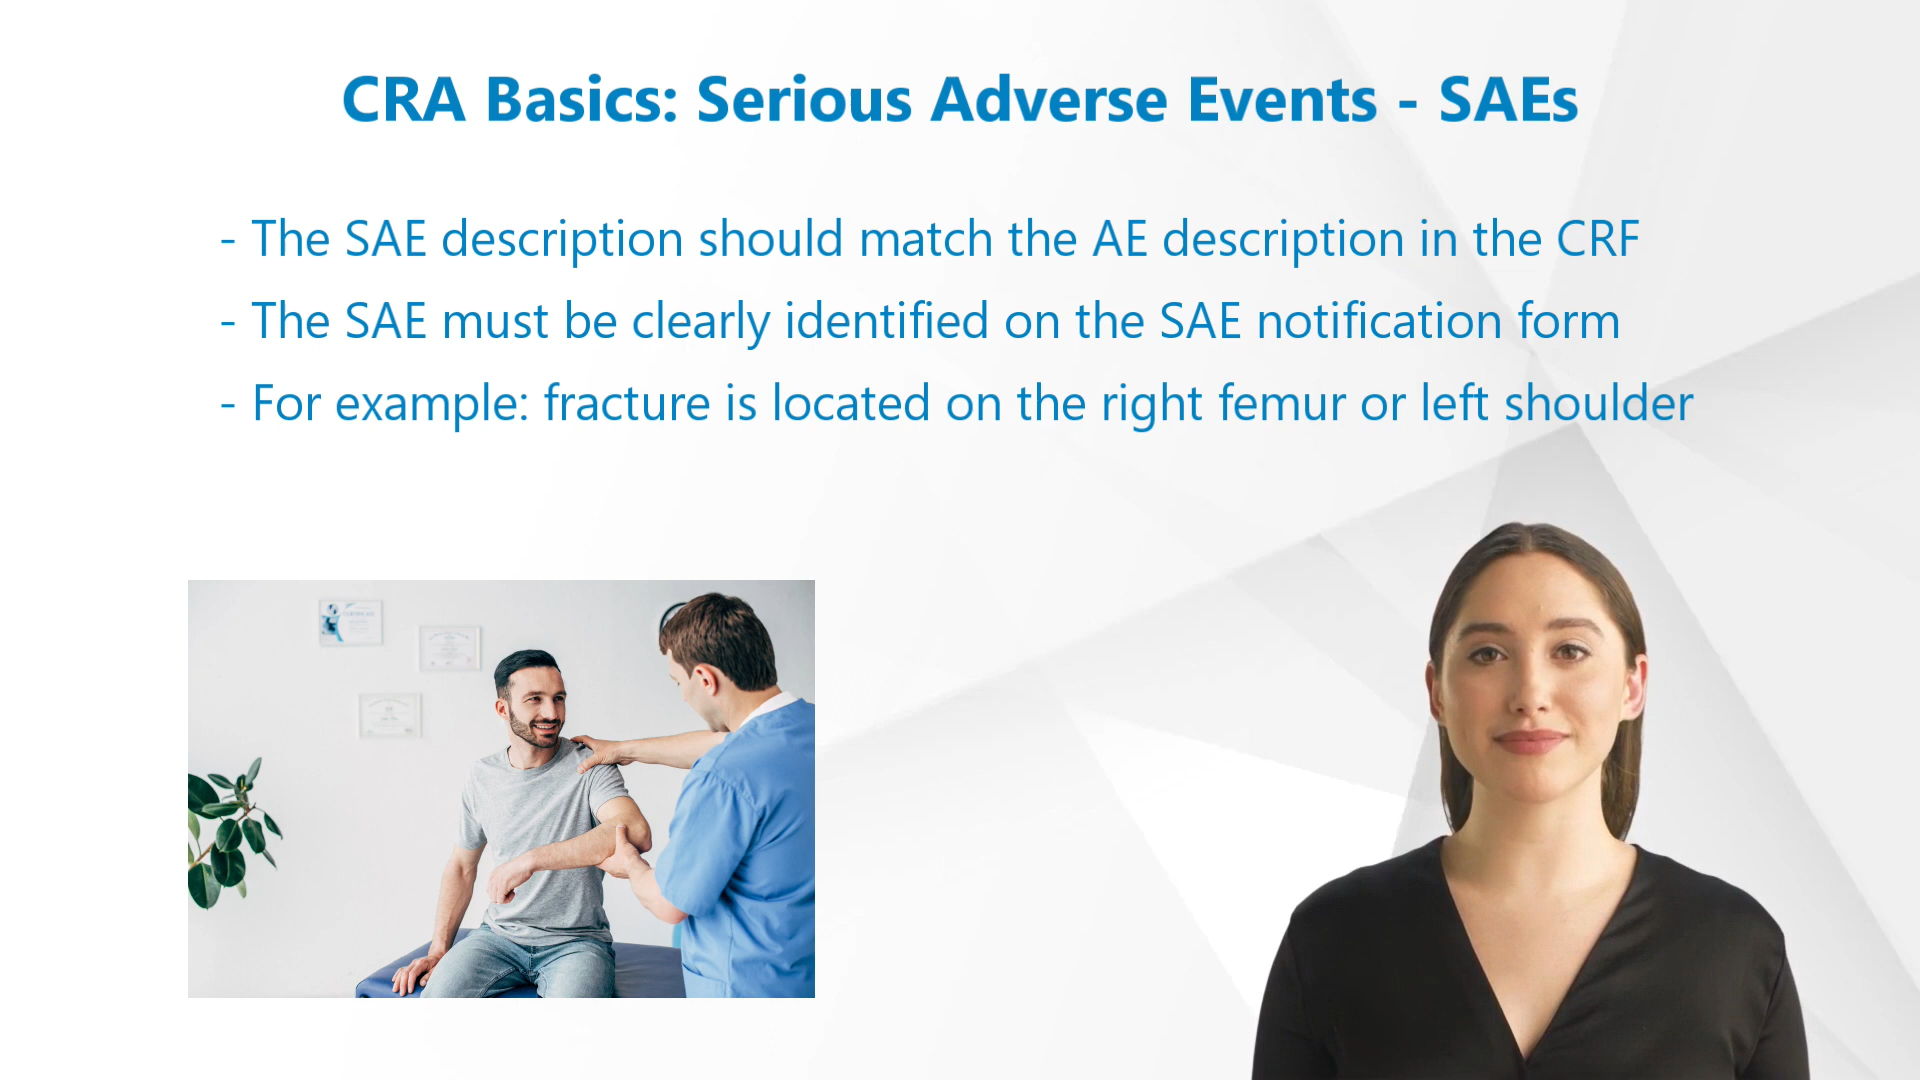 CRA Basics: Serious Adverse Events - SAEs
- The SAE description should match the AE description in the CRF
- The SAE must be clearly identified on the SAE notification form
- For example: fracture is located on the right femur or left shoulder